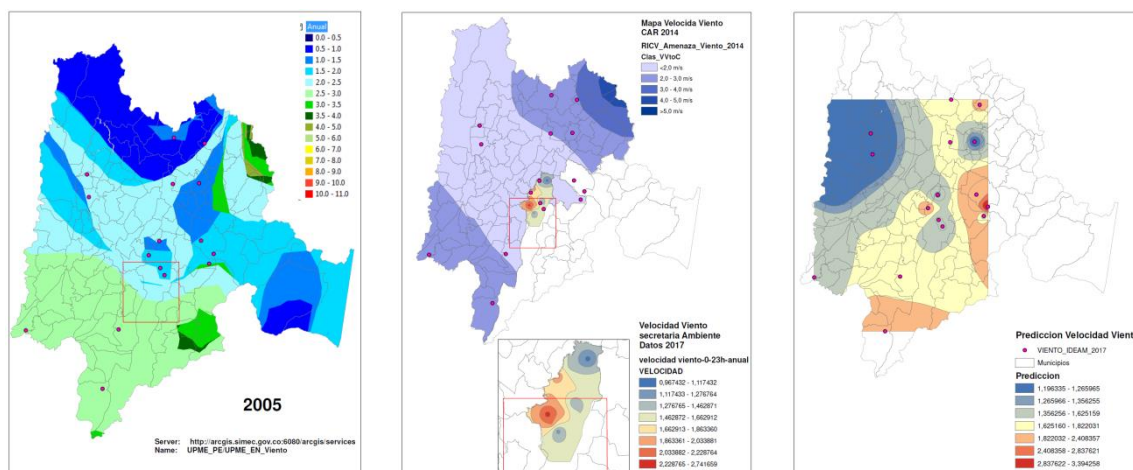 Anual
0.0 - 0.5
0.5 - 1.0
1.0 - 1.5
1.5 - 2.0
2.0 - 2.5
2.5 - 3.0
3.0 - 3.5
3.5 - 4.0
4.0 - 5.0
5.0 - 6.0
6.0 - 7.0
7.0 - 8.0
8.0 - 9.0
9.0 - 10.0
10.0 - 11.0
2005
Server: http://arcgis.simec.gov.co:6080/arcgis/services
Name: UPME_PE/UPME_EN_Viento
Mapa Velocida Viento
CAR 2014
RICV_Amenaza_Viento_2014
Clas_VVtoC
<2,0 m/s
2,0 - 3,0 m/s
3,0 - 4,0 m/s
4,0 - 5,0 m/s
>5,0 m/s
Velocidad Viento
secretaria Ambiente
Datos 2017
velocidad viento-0-23h-anual
VELOCIDAD
0,967432 - 1,117432
1,117433 - 1,276764
1,276765 - 1,462871
1,462872 - 1,662912
1,662913 - 1,863360
1,863361 - 2,033881
2,033882 - 2,228764
2,228765 - 2,741659
Prediccion Velocidad Vient
VIENTO_IDEAM_2017
Municipios
Prediccion
1,196335 - 1,265965
1,265966 - 1,356255
1,356256 - 1,625159
1,625160 - 1,822031
1,822032 - 2,408357
2,408358 - 2,837621
2,837622 - 3,394258